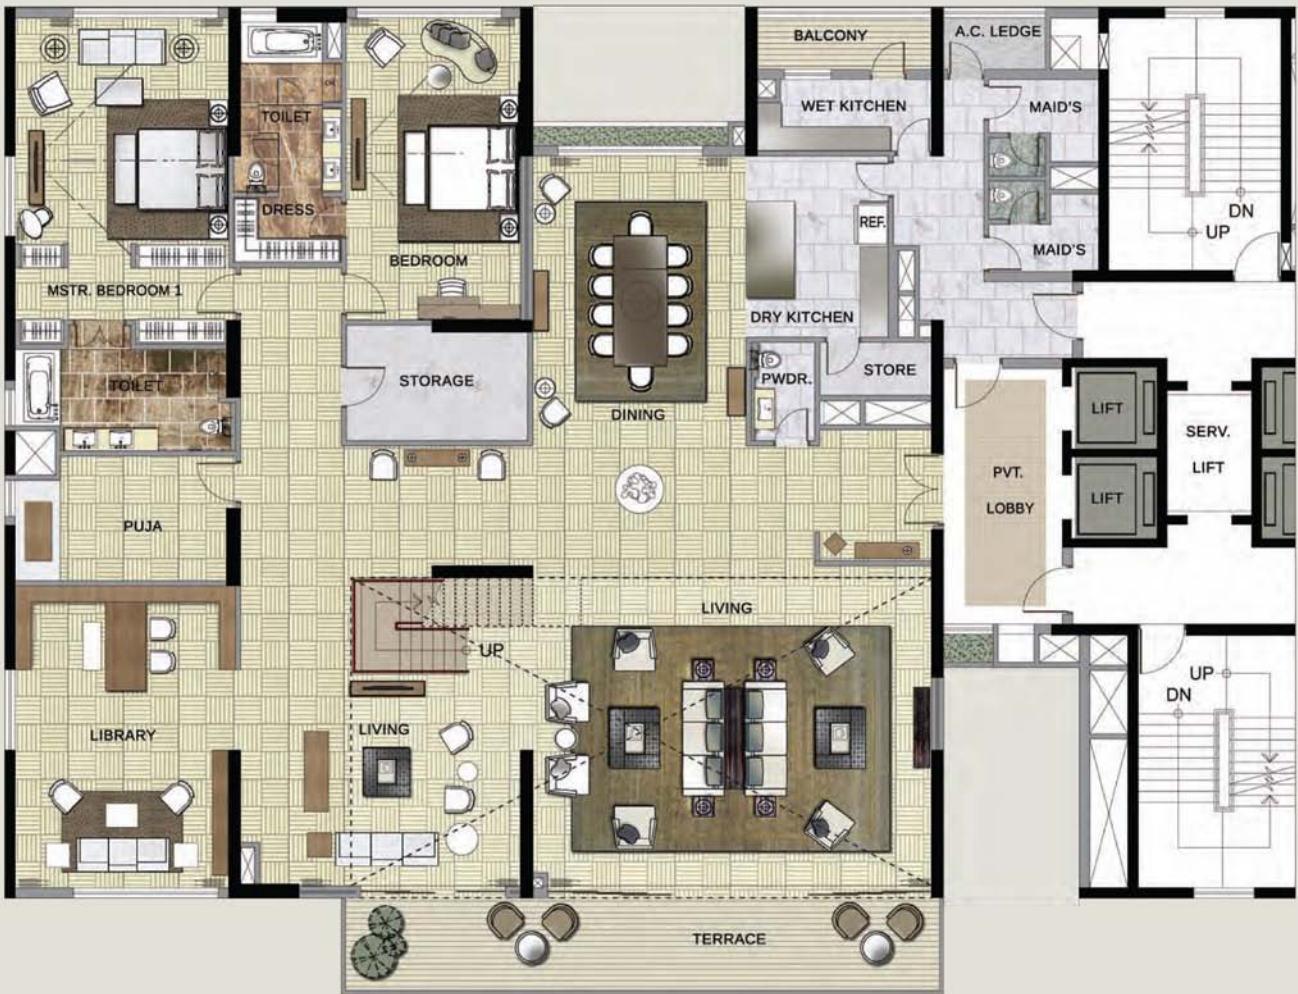 BALCONY
A.C. LEDGE
WET KITCHEN
MAID'S
TOILET
DRESS
REF.
DN
UP
BEDROOM
MAID'S
MSTR. BEDROOM 1
DRY KITCHEN
TOILET
STORAGE
PWDR.
STORE
DINING
LIFT
SERV.
LIFT
PVT.
LOBBY
LIFT
PUJA
LIVING
UP
UP
DN
LIBRARY
LIVING
TERRACE